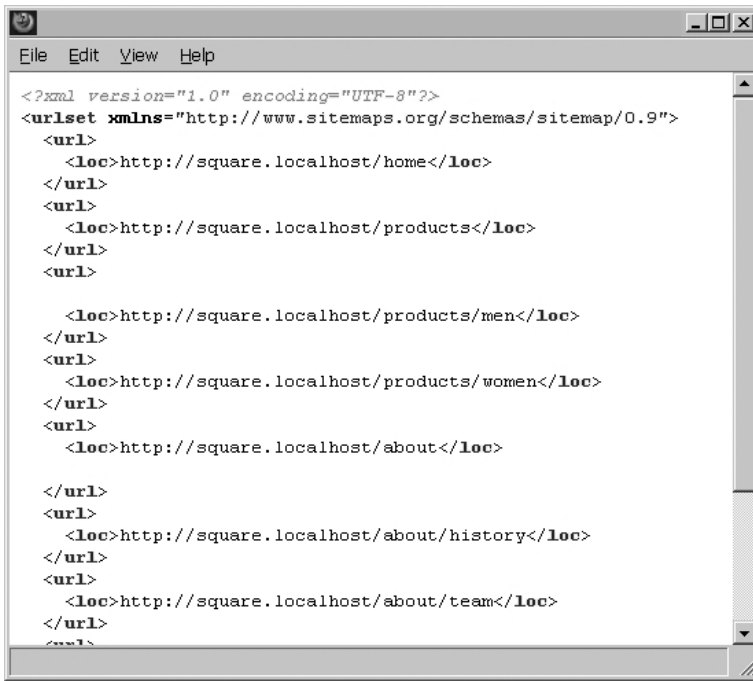 File Edit View Help
<?xml version="1.0" encoding="UTF-8"?>
<urlset xmlns="http://www.sitemaps.org/schemas/sitemap/0.9">
<url>
<loc>http://square.localhost/home</loc>
</url>
<url>
<loc>http://square.localhost/products</loc>
</url>
<url>
<loc>http://square.localhost/products/men</loc>
</url>
<url>
<loc>http://square.localhost/products/women</loc>
</url>
<url>
<loc>http://square.localhost/about</loc>
</url>
<url>
<loc>http://square.localhost/about/history</loc>
</url>
<url>
<loc>http://square.localhost/about/team</loc>
</url>